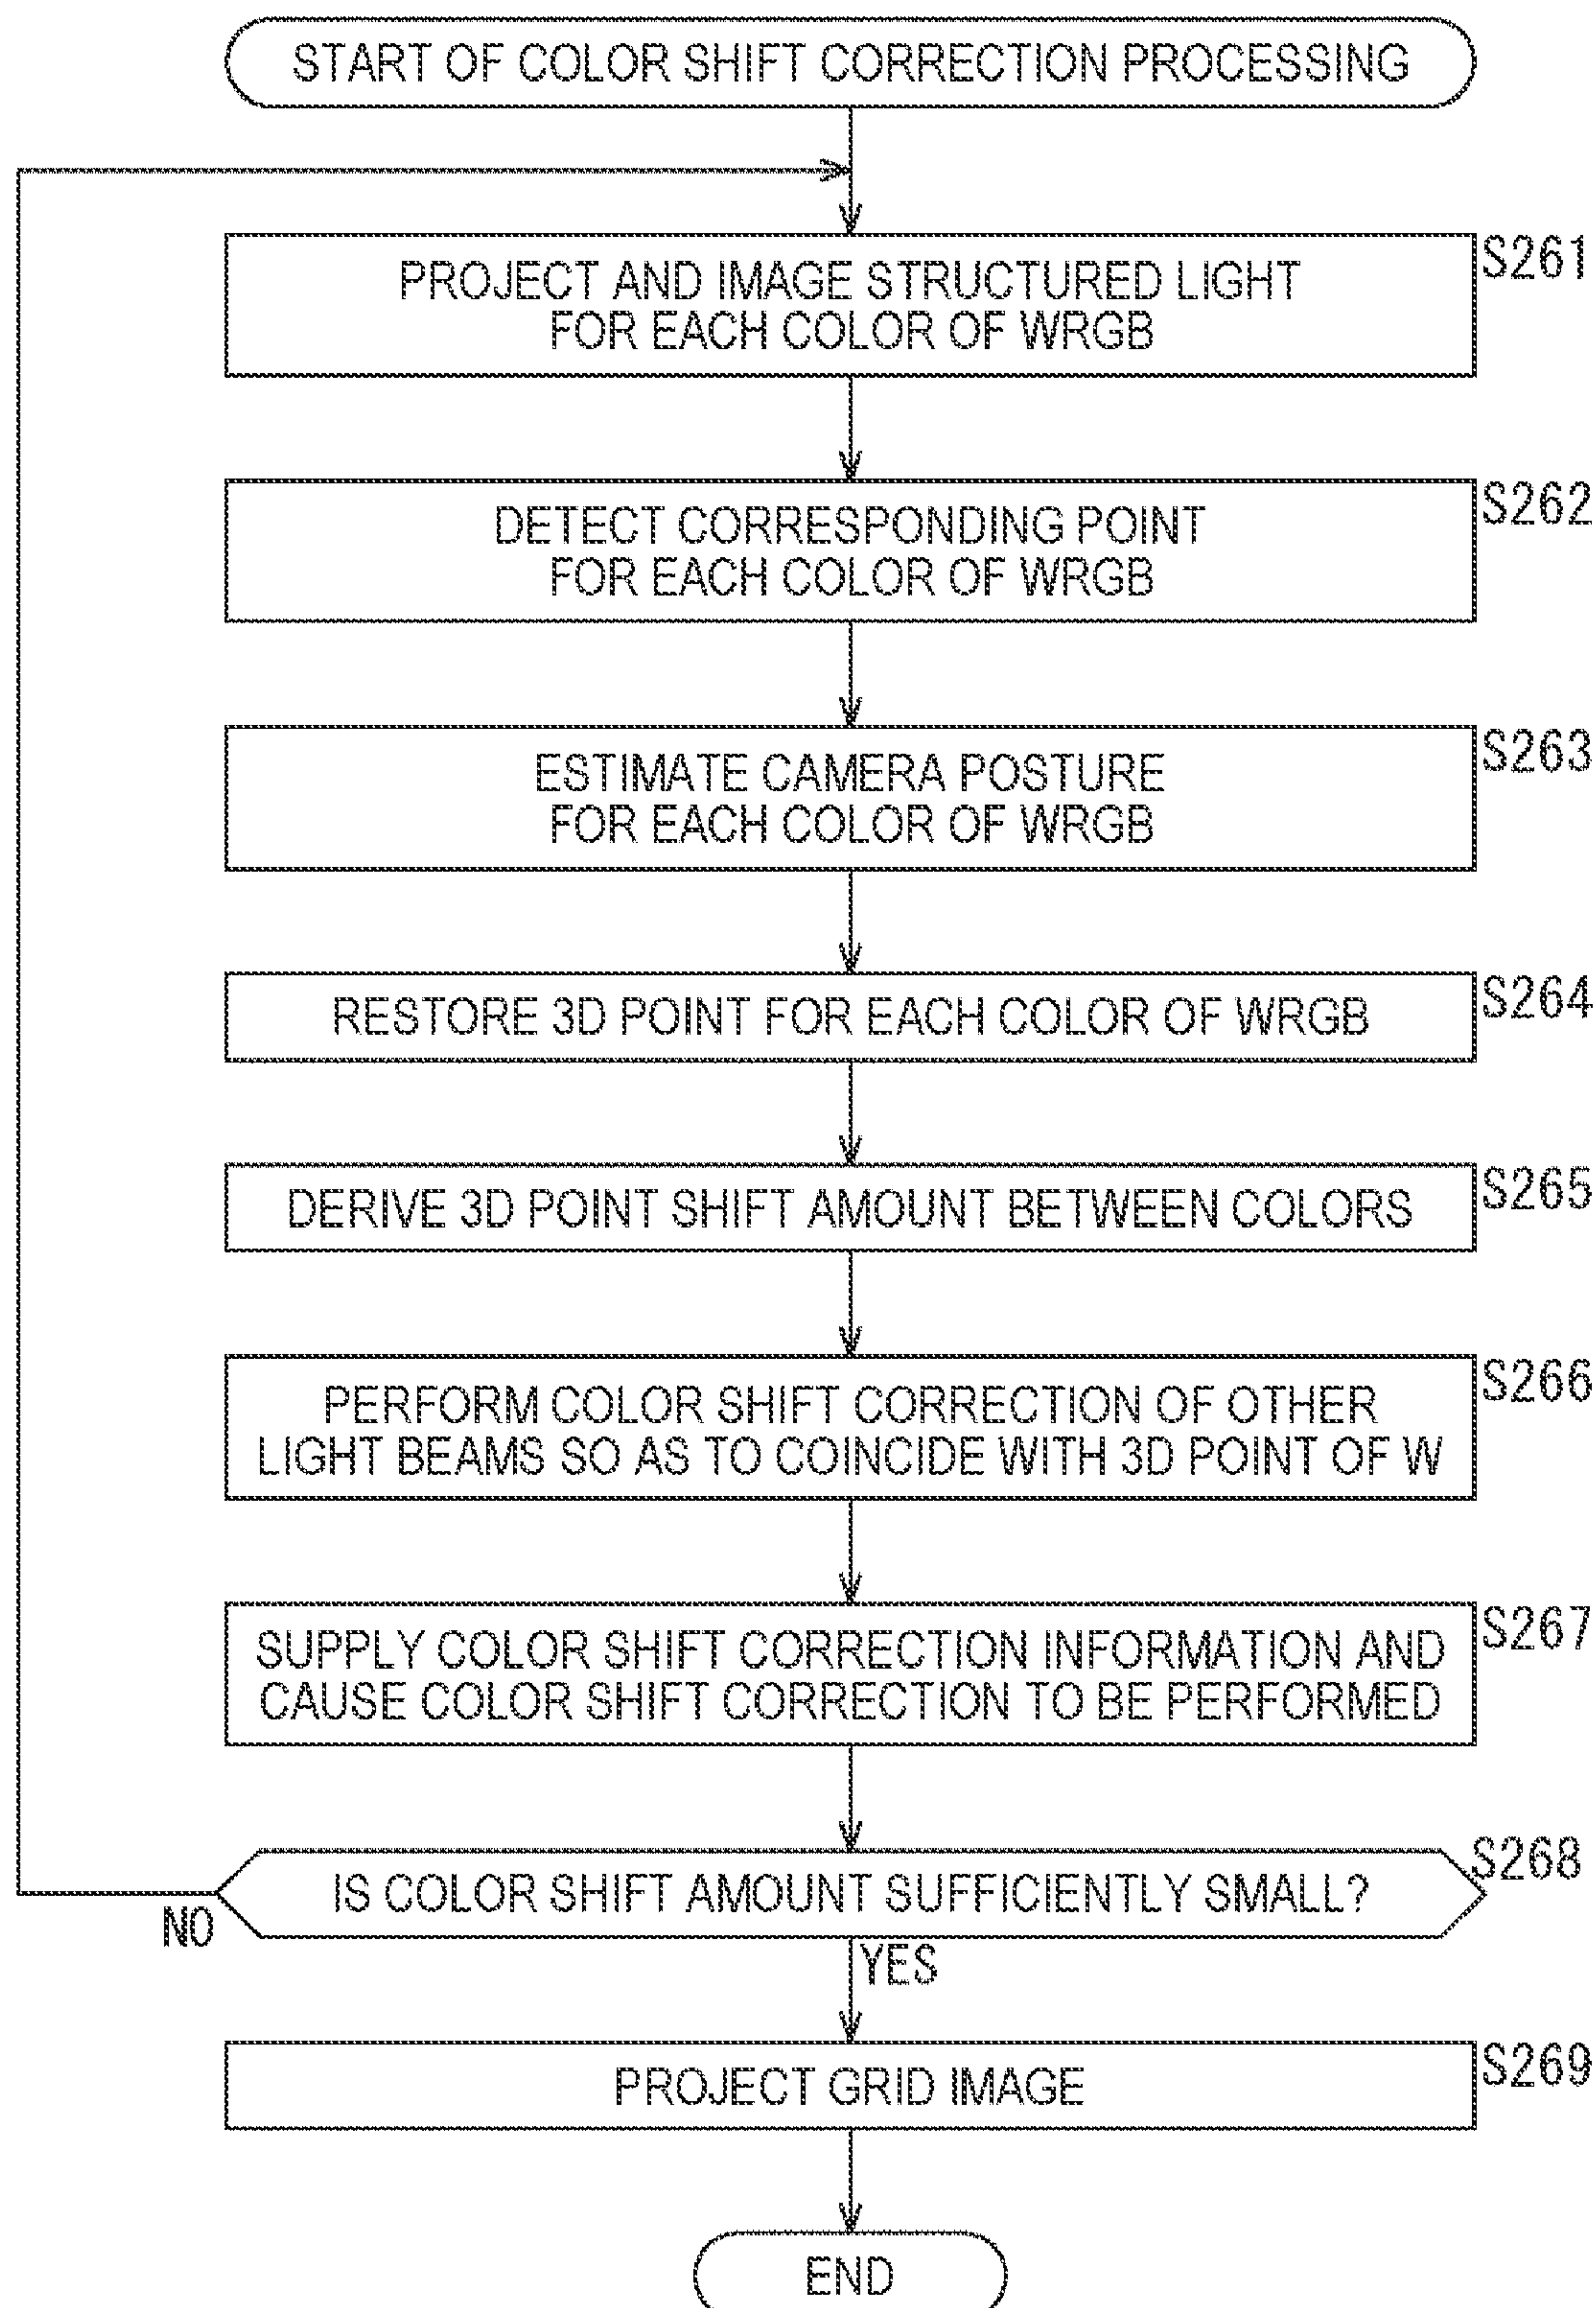 START OF COLOR SHIFT CORRECTION PROCESSING
S261
PROJECT AND IMAGE STRUCTURED LIGHT
FOR EACH COLOR OF WRGB
S262
DETECT CORRESPONDING POINT
FOR EACH COLOR OF WRGB
S263
ESTIMATE CAMERA POSTURE
FOR EACH COLOR OF WRGB
S264
RESTORE 3D POINT FOR EACH COLOR OF WRGB
S265
DERIVE 3D POINT SHIFT AMOUNT BETWEEN COLORS
S266
PERFORM COLOR SHIFT CORRECTION OF OTHER
LIGHT BEAMS SO AS TO COINCIDE WITH 3D POINT OF W
S267
SUPPLY COLOR SHIFT CORRECTION INFORMATION AND
CAUSE COLOR SHIFT CORRECTION TO BE PERFORMED
S268
IS COLOR SHIFT AMOUNT SUFFICIENTLY SMALL?
NO
YES
S269
PROJECT GRID IMAGE
END